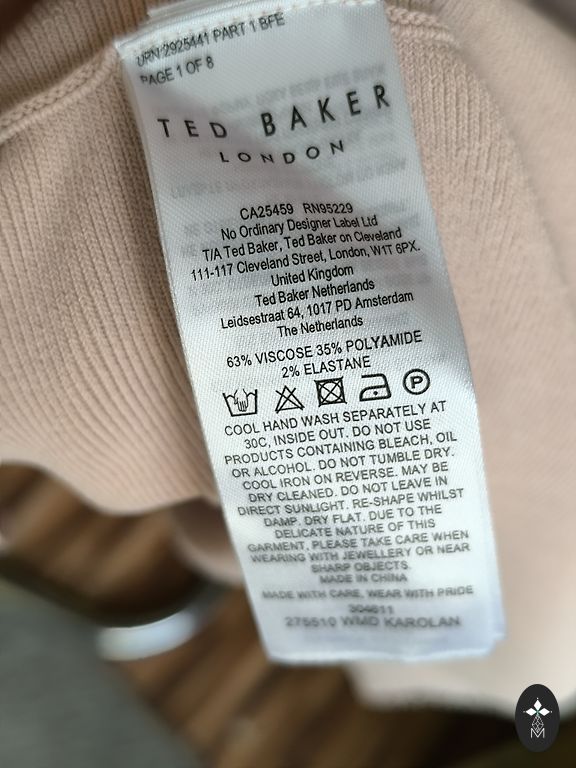 URN:2925441 PART 1 BFE
PAGE 1 OF 8
TED BAKER
LONDON
CA25459 RN95229
No Ordinary Designer Label Ltd
T/A Ted Baker, Ted Baker on Cleveland
111-117 Cleveland Street, London, W1T 6PX.
United Kingdom
Ted Baker Netherlands
Leidsestraat 64, 1017 PD Amsterdam
The Netherlands
63% VISCOSE 35% POLYAMIDE
2% ELASTANE
P
COOL HAND WASH SEPARATELY AT
30C, INSIDE OUT. DO NOT USE
PRODUCTS CONTAINING BLEACH, OIL
OR ALCOHOL. DO NOT TUMBLE DRY.
COOL IRON ON REVERSE. MAY BE
DRY CLEANED. DO NOT LEAVE IN
DIRECT SUNLIGHT. RE-SHAPE WHILST
DAMP. DRY FLAT. DUE TO THE
DELICATE NATURE OF THIS
GARMENT, PLEASE TAKE CARE WHEN
WEARING WITH JEWELLERY OR NEAR
SHARP OBJECTS.
MADE IN CHINA
MADE WITH CARE, WEAR WITH PRIDE
304611
275510 WMD KAROLAN
M